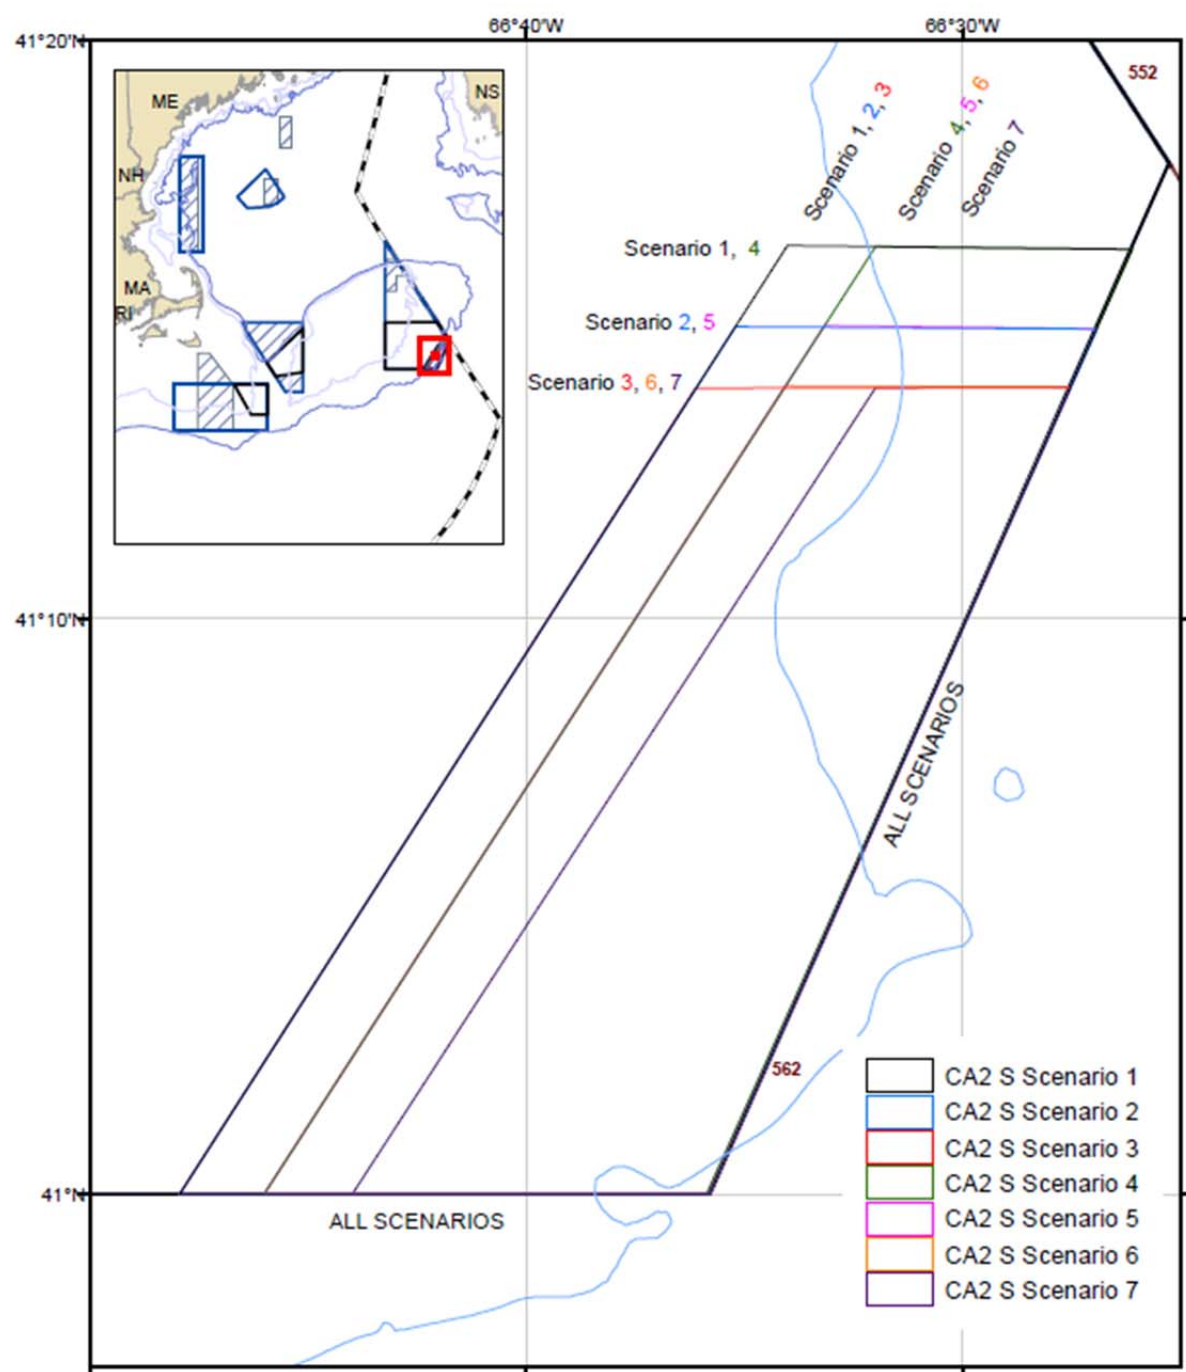 66°40'W
66°30'W
41°20'N
552
ME
NS
NH
MA
RI
Scenario 1, 2, 3
Scenario 4, 5, 6
Scenario 7
Scenario 1, 4
Scenario 2, 5
Scenario 3, 6, 7
41°10'N
ALL SCENARIOS
562
41°N
ALL SCENARIOS
CA2 S Scenario 1
CA2 S Scenario 2
CA2 S Scenario 3
CA2 S Scenario 4
CA2 S Scenario 5
CA2 S Scenario 6
CA2 S Scenario 7